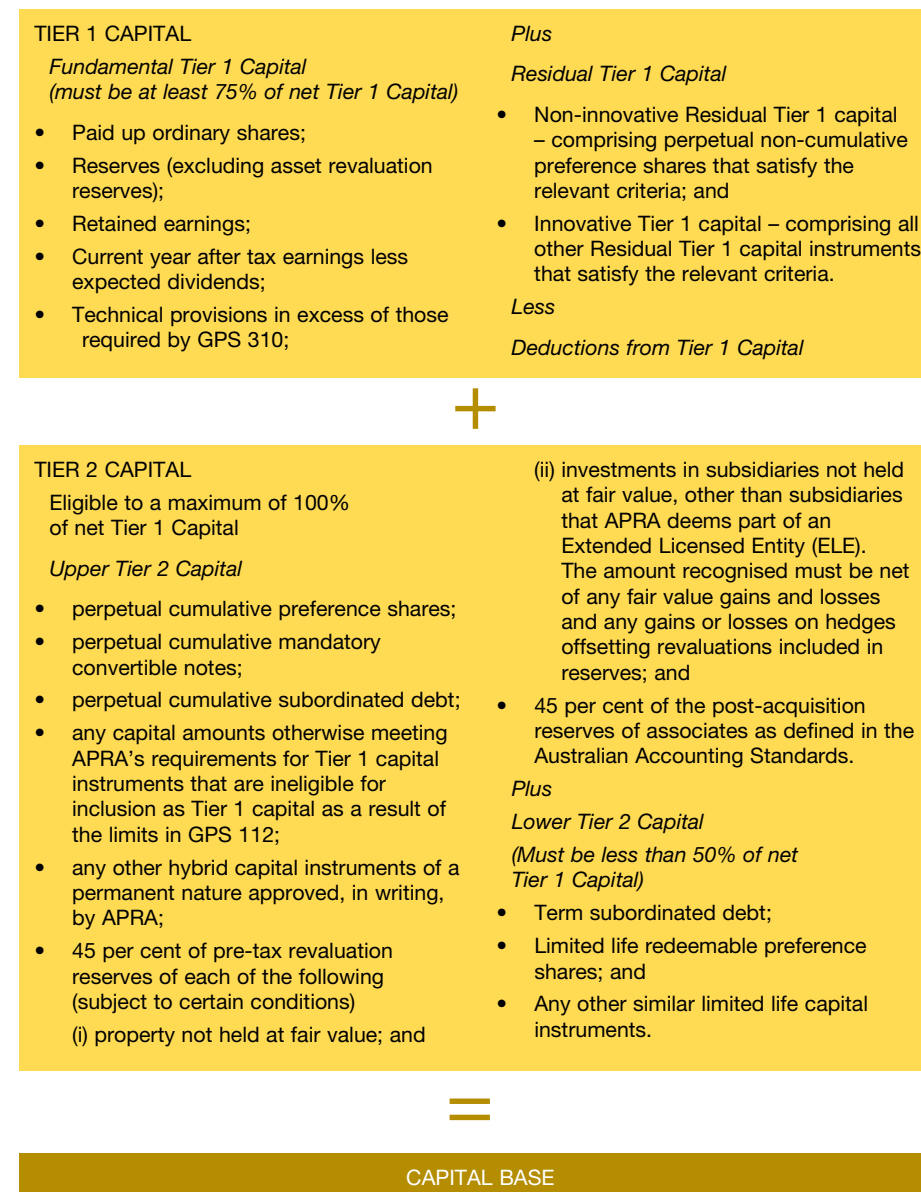 TIER 1 CAPITAL
Fundamental Tier 1 Capital
(must be at least 75% of net Tier 1 Capital)
• Paid up ordinary shares;
• Reserves (excluding asset revaluation
reserves);
• Retained earnings;
• Current year after tax earnings less
expected dividends;
• Technical provisions in excess of those
required by GPS 310;
Plus
Residual Tier 1 Capital
• Non-innovative Residual Tier 1 capital
– comprising perpetual non-cumulative
preference shares that satisfy the
relevant criteria; and
• Innovative Tier 1 capital – comprising all
other Residual Tier 1 capital instruments
that satisfy the relevant criteria.
Less
Deductions from Tier 1 Capital
+
TIER 2 CAPITAL
Eligible to a maximum of 100%
of net Tier 1 Capital
Upper Tier 2 Capital
• perpetual cumulative preference shares;
• perpetual cumulative mandatory
convertible notes;
• perpetual cumulative subordinated debt;
• any capital amounts otherwise meeting
APRA's requirements for Tier 1 capital
instruments that are ineligible for
inclusion as Tier 1 capital as a result of
the limits in GPS 112;
• any other hybrid capital instruments of a
permanent nature approved, in writing,
by APRA;
• 45 per cent of pre-tax revaluation
reserves of each of the following
(subject to certain conditions)
(i) property not held at fair value; and
(ii) investments in subsidiaries not held
at fair value, other than subsidiaries
that APRA deems part of an
Extended Licensed Entity (ELE).
The amount recognised must be net
of any fair value gains and losses
and any gains or losses on hedges
offsetting revaluations included in
reserves; and
• 45 per cent of the post-acquisition
reserves of associates as defined in the
Australian Accounting Standards.
Plus
Lower Tier 2 Capital
(Must be less than 50% of net
Tier 1 Capital)
• Term subordinated debt;
• Limited life redeemable preference
shares; and
• Any other similar limited life capital
instruments.
=
CAPITAL BASE